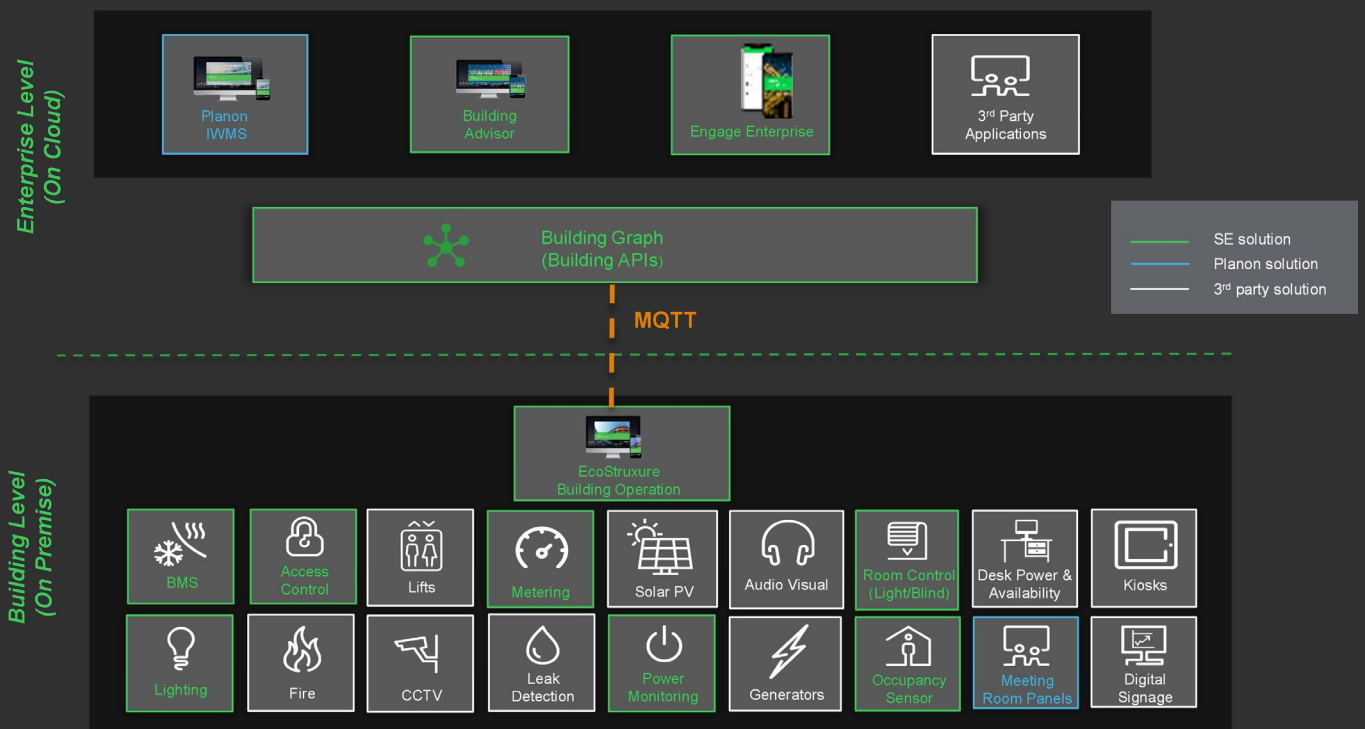 Enterprise Level
(On Cloud)
Planon
IWMS
Building
Advisor
Engage Enterprise
3rd Party
Applications
Building Graph
(Building APIs)
SE solution
Planon solution
3rd party solution
MQTT
Building Level
(On Premise)
EcoStruxure
Building Operation
BMS
Access
Control
Lifts
Metering
Solar PV
Audio Visual
Room Control
(Light/Blind)
Desk Power &
Availability
Kiosks
Lighting
Fire
CCTV
Leak
Detection
Power
Monitoring
Generators
Occupancy
Sensor
Meeting
Room Panels
Digital
Signage